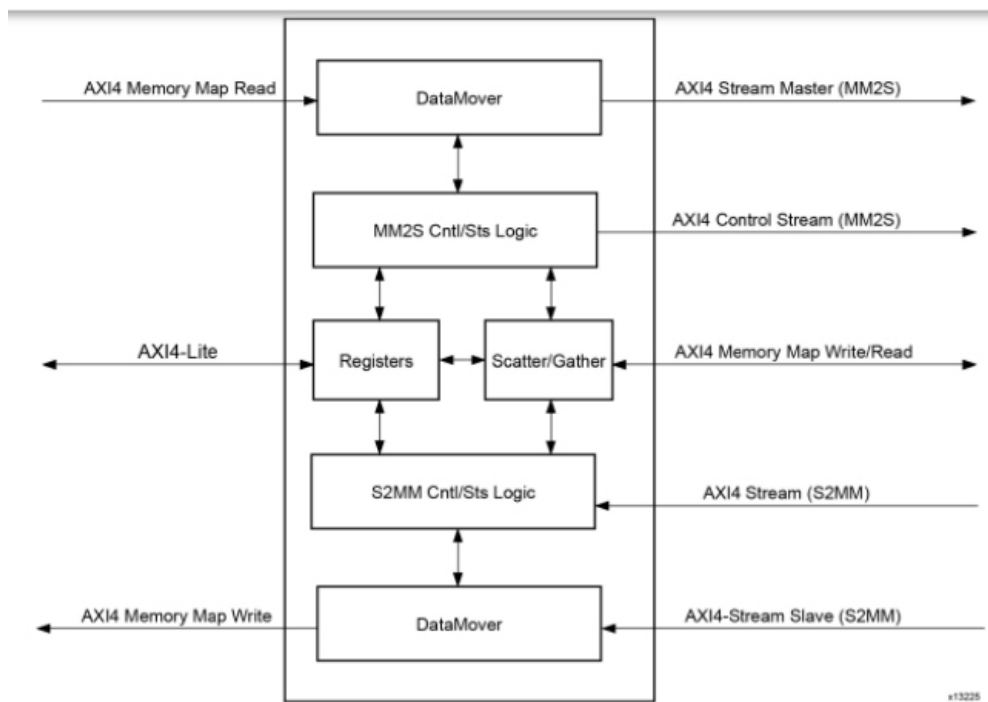 AXI4 Memory Map Read
DataMover
AXI4 Stream Master (MM2S)
MM2S Cntl/Sts Logic
AXI4 Control Stream (MM2S)
AXI4-Lite
Registers
Scatter/Gather
AXI4 Memory Map Write/Read
S2MM Cntl/Sts Logic
AXI4 Stream (S2MM)
AXI4 Memory Map Write
DataMover
AXI4-Stream Slave (S2MM)
x13225